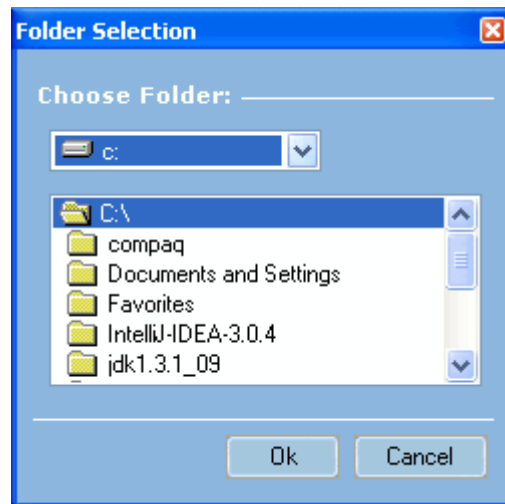 Folder Selection
Choose Folder:
c:
C:\
compaq
Documents and Settings
Favorites
IntelliJ-IDEA-3.0.4
jdk1.3.1_09
Ok
Cancel